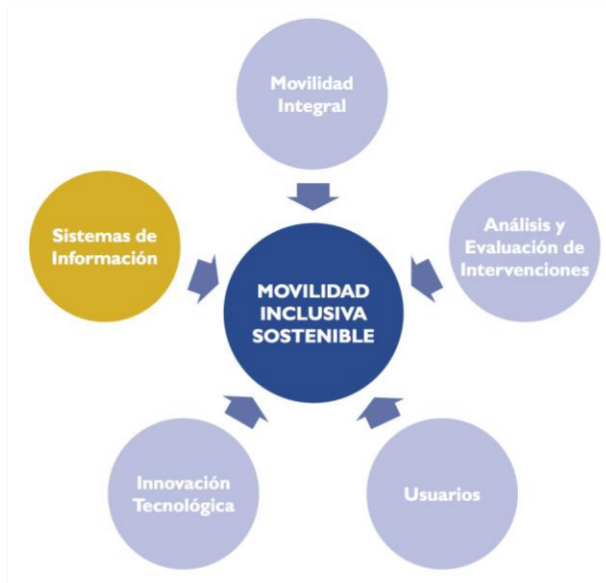 Movilidad
Integral
Sistemas de
Información
Análisis y
Evaluación de
Intervenciones
MOVILIDAD
INCLUSIVA
SOSTENIBLE
Innovación
Tecnológica
Usuarios